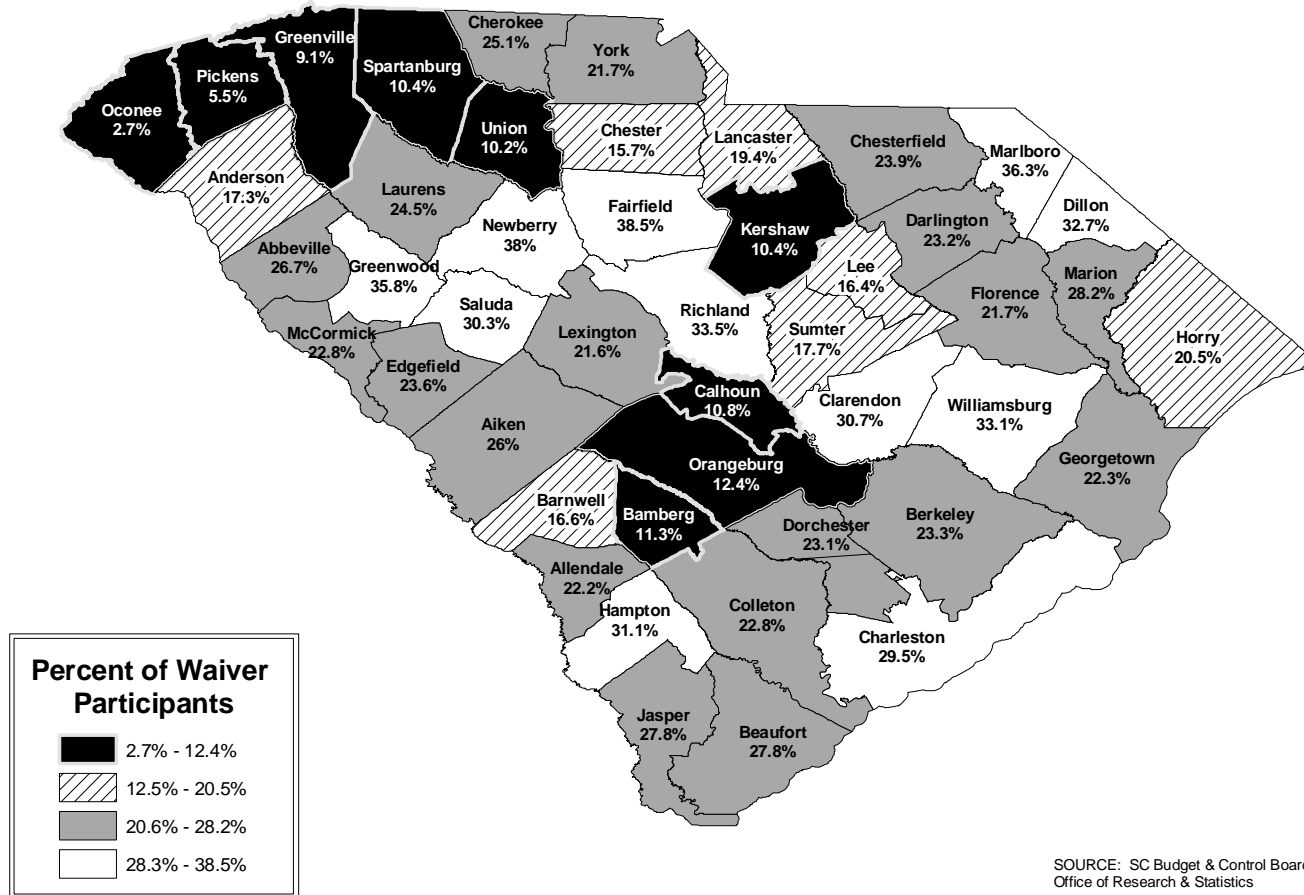 Cherokee
25.1%
York
21.7%
Greenville
9.1%
Spartanburg
10.4%
Pickens
5.5%
Oconee
2.7%
Union
10.2%
Chester
15.7%
Lancaster
19.4%
Chesterfield
23.9%
Marlboro
36.3%
Dillon
32.7%
Anderson
17.3%
Laurens
24.5%
Newberry
38%
Fairfield
38.5%
Kershaw
10.4%
Darlington
23.2%
Lee
16.4%
Marion
28.2%
Florence
21.7%
Horry
20.5%
Abbeville
26.7%
Greenwood
35.8%
Saluda
30.3%
Richland
33.5%
Sumter
17.7%
McCormick
22.8%
Edgefield
23.6%
Lexington
21.6%
Calhoun
10.8%
Clarendon
30.7%
Williamsburg
33.1%
Aiken
26%
Orangeburg
12.4%
Georgetown
22.3%
Barnwell
16.6%
Bamberg
11.3%
Dorchester
23.1%
Berkeley
23.3%
Allendale
22.2%
Hampton
31.1%
Colleton
22.8%
Charleston
29.5%
Jasper
27.8%
Beaufort
27.8%
Percent of Waiver
Participants
2.7% - 12.4%
12.5% - 20.5%
20.6% - 28.2%
28.3% - 38.5%
SOURCE: SC Budget & Control Board
Office of Research & Statistics